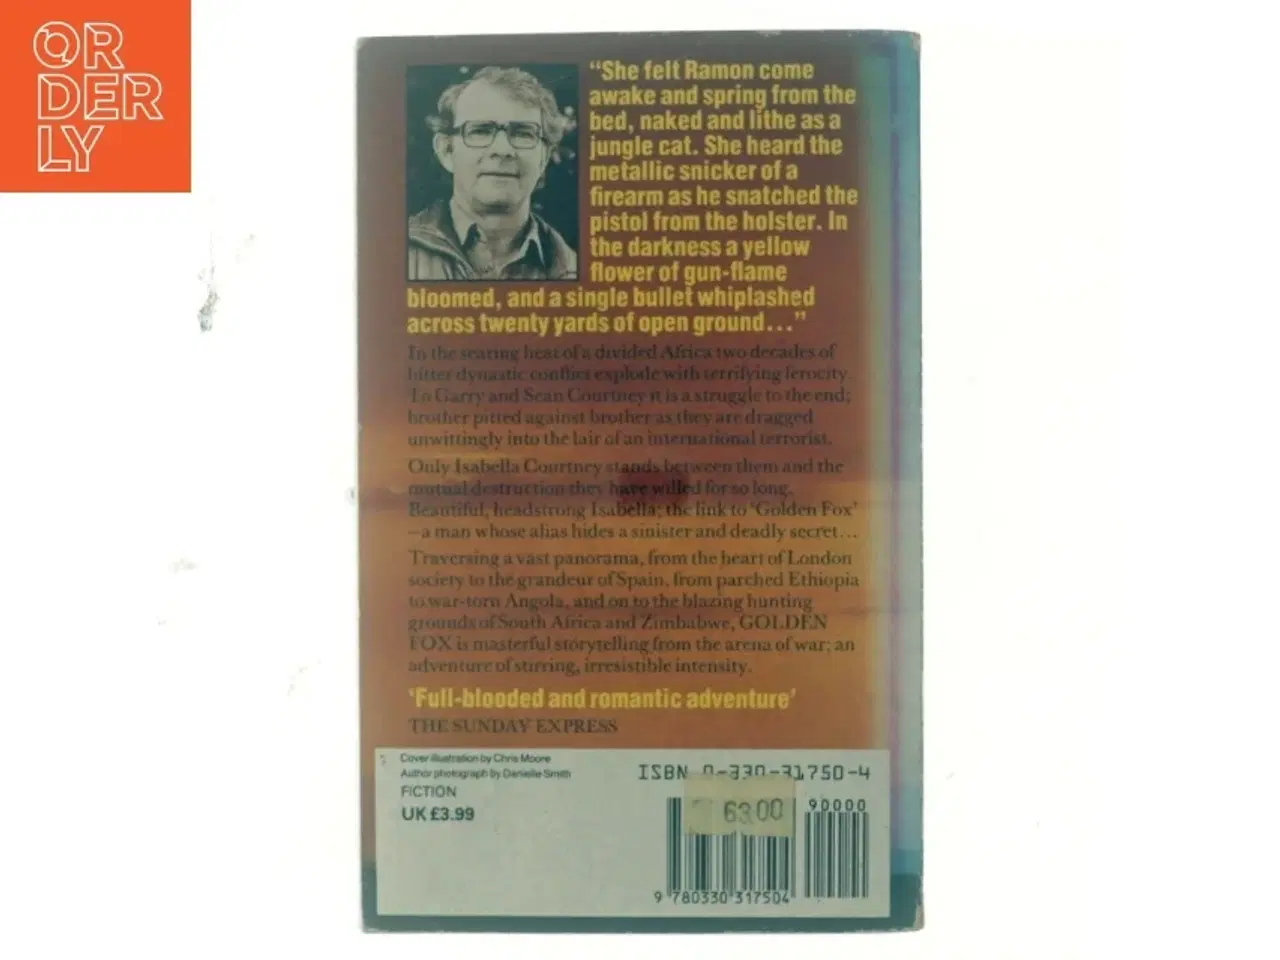 ORDERLY
“She felt Ramon come
awake and spring from the
bed, naked and lithe as a
jungle cat. She heard the
metallic snicker of a
firearm as he snatched the
pistol from the holster. In
the darkness a yellow
flower of gun-flame
bloomed, and a single bullet whiplashed
across twenty yards of open ground...”
In the searing heat of a divided Africa two decades of
bitter dynastic conflict explode with terrifying ferocity.
To Garry and Sean Courtney it is a struggle to the end;
brother pitted against brother as they are dragged
unwittingly into the lair of an international terrorist.
Only Isabella Courtney stands between them and the
mutual destruction they have willed for so long.
Beautiful, headstrong Isabella; the link to ‘Golden Fox’
–a man whose alias hides a sinister and deadly secret...
Traversing a vast panorama, from the heart of London
society to the grandeur of Spain, from parched Ethiopia
to war-torn Angola, and on to the blazing hunting
grounds of South Africa and Zimbabwe, GOLDEN
FOX is masterful storytelling from the arena of war; an
adventure of stirring, irresistible intensity.
‘Full-blooded and romantic adventure’
THE SUNDAY EXPRESS
Cover illustration by Chris Moore
Author photograph by Danielle Smith
FICTION
UK £3.99
ISBN 0-330-31750-4
63.00
90000
9 780330 317504